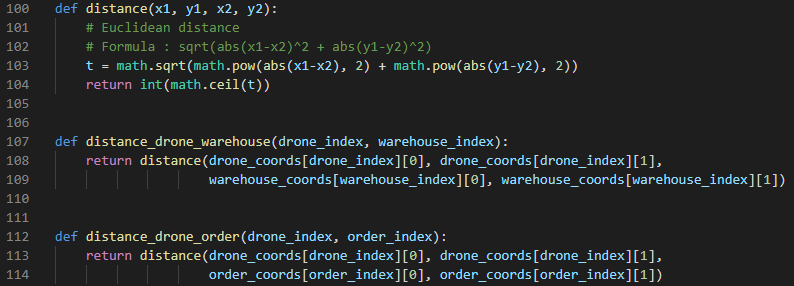 100 def distance(x1, y1, x2, y2):
101     # Euclidean distance
102     # Formula : sqrt(abs(x1-x2)^2 + abs(y1-y2)^2)
103     t = math.sqrt(math.pow(abs(x1-x2), 2) + math.pow(abs(y1-y2), 2))
104     return int(math.ceil(t))
105
106
107 def distance_drone_warehouse(drone_index, warehouse_index):
108     return distance(drone_coords[drone_index][0], drone_coords[drone_index][1],
109                     warehouse_coords[warehouse_index][0], warehouse_coords[warehouse_index][1])
110
111
112 def distance_drone_order(drone_index, order_index):
113     return distance(drone_coords[drone_index][0], drone_coords[drone_index][1],
114                     order_coords[order_index][0], order_coords[order_index][1])